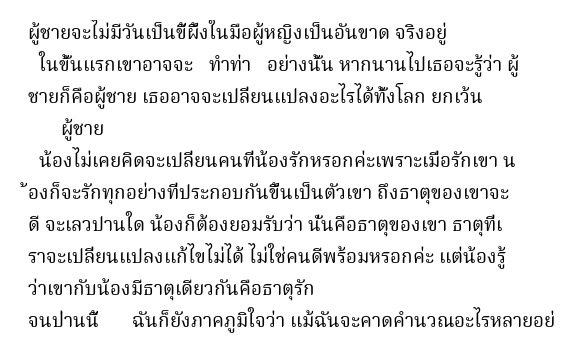 ผู้ชายจะไม่มีวันเป็นขี้ผึ้งในมือผู้หญิงเป็นอันขาด จริงอยู่
ในขั้นแรกเขาอาจจะ ทำท่า อย่างนั้น หากนานไปเธอจะรู้ว่า ผู้
ชายก็คือผู้ชาย เธออาจจะเปลี่ยนแปลงอะไรได้ทั้งโลก ยกเว้น
ผู้ชาย
น้องไม่เคยคิดจะเปลี่ยนคนที่น้องรักหรอกค่ะเพราะเมื่อรักเขา น
้องก็จะรักทุกอย่างที่ประกอบกันขึ้นเป็นตัวเขา ถึงธาตุของเขาจะ
ดี จะเลวปานใด น้องก็ต้องยอมรับว่า นั่นคือธาตุของเขา ธาตุที่เ
ราจะเปลี่ยนแปลงแก้ไขไม่ได้ ไม่ใช่คนดีพร้อมหรอกค่ะ แต่น้องรู้
ว่าเขากับน้องมีธาตุเดียวกันคือธาตุรัก
จนปานนี้ ฉันก็ยังภาคภูมิใจว่า แม้ฉันจะคาดคำนวณอะไรหลายอย่